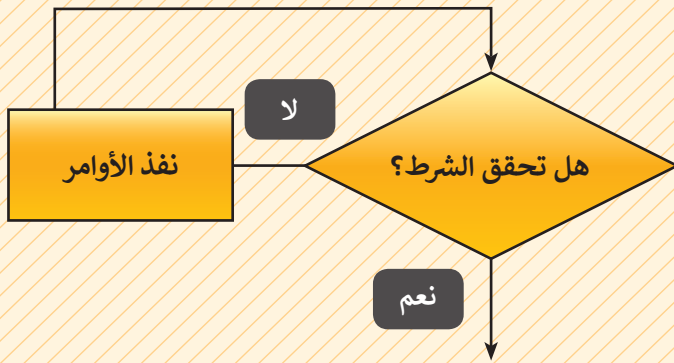 لا
هل تحقق الشرط؟
نفذ الأوامر
نعم